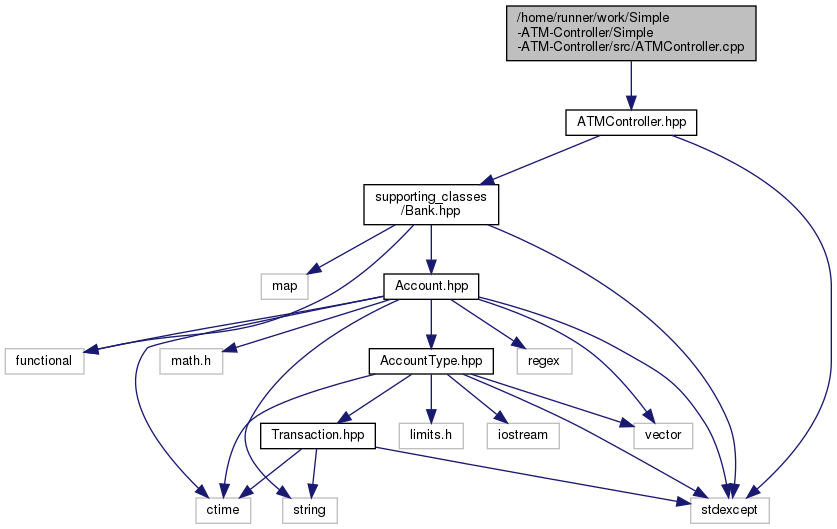 /home/runner/work/Simple
-ATM-Controller/Simple
-ATM-Controller/src/ATMController.cpp
ATMController.hpp
supporting_classes
/Bank.hpp
map
Account.hpp
functional
math.h
AccountType.hpp
regex
Transaction.hpp
limits.h
iostream
vector
ctime
string
stdexcept